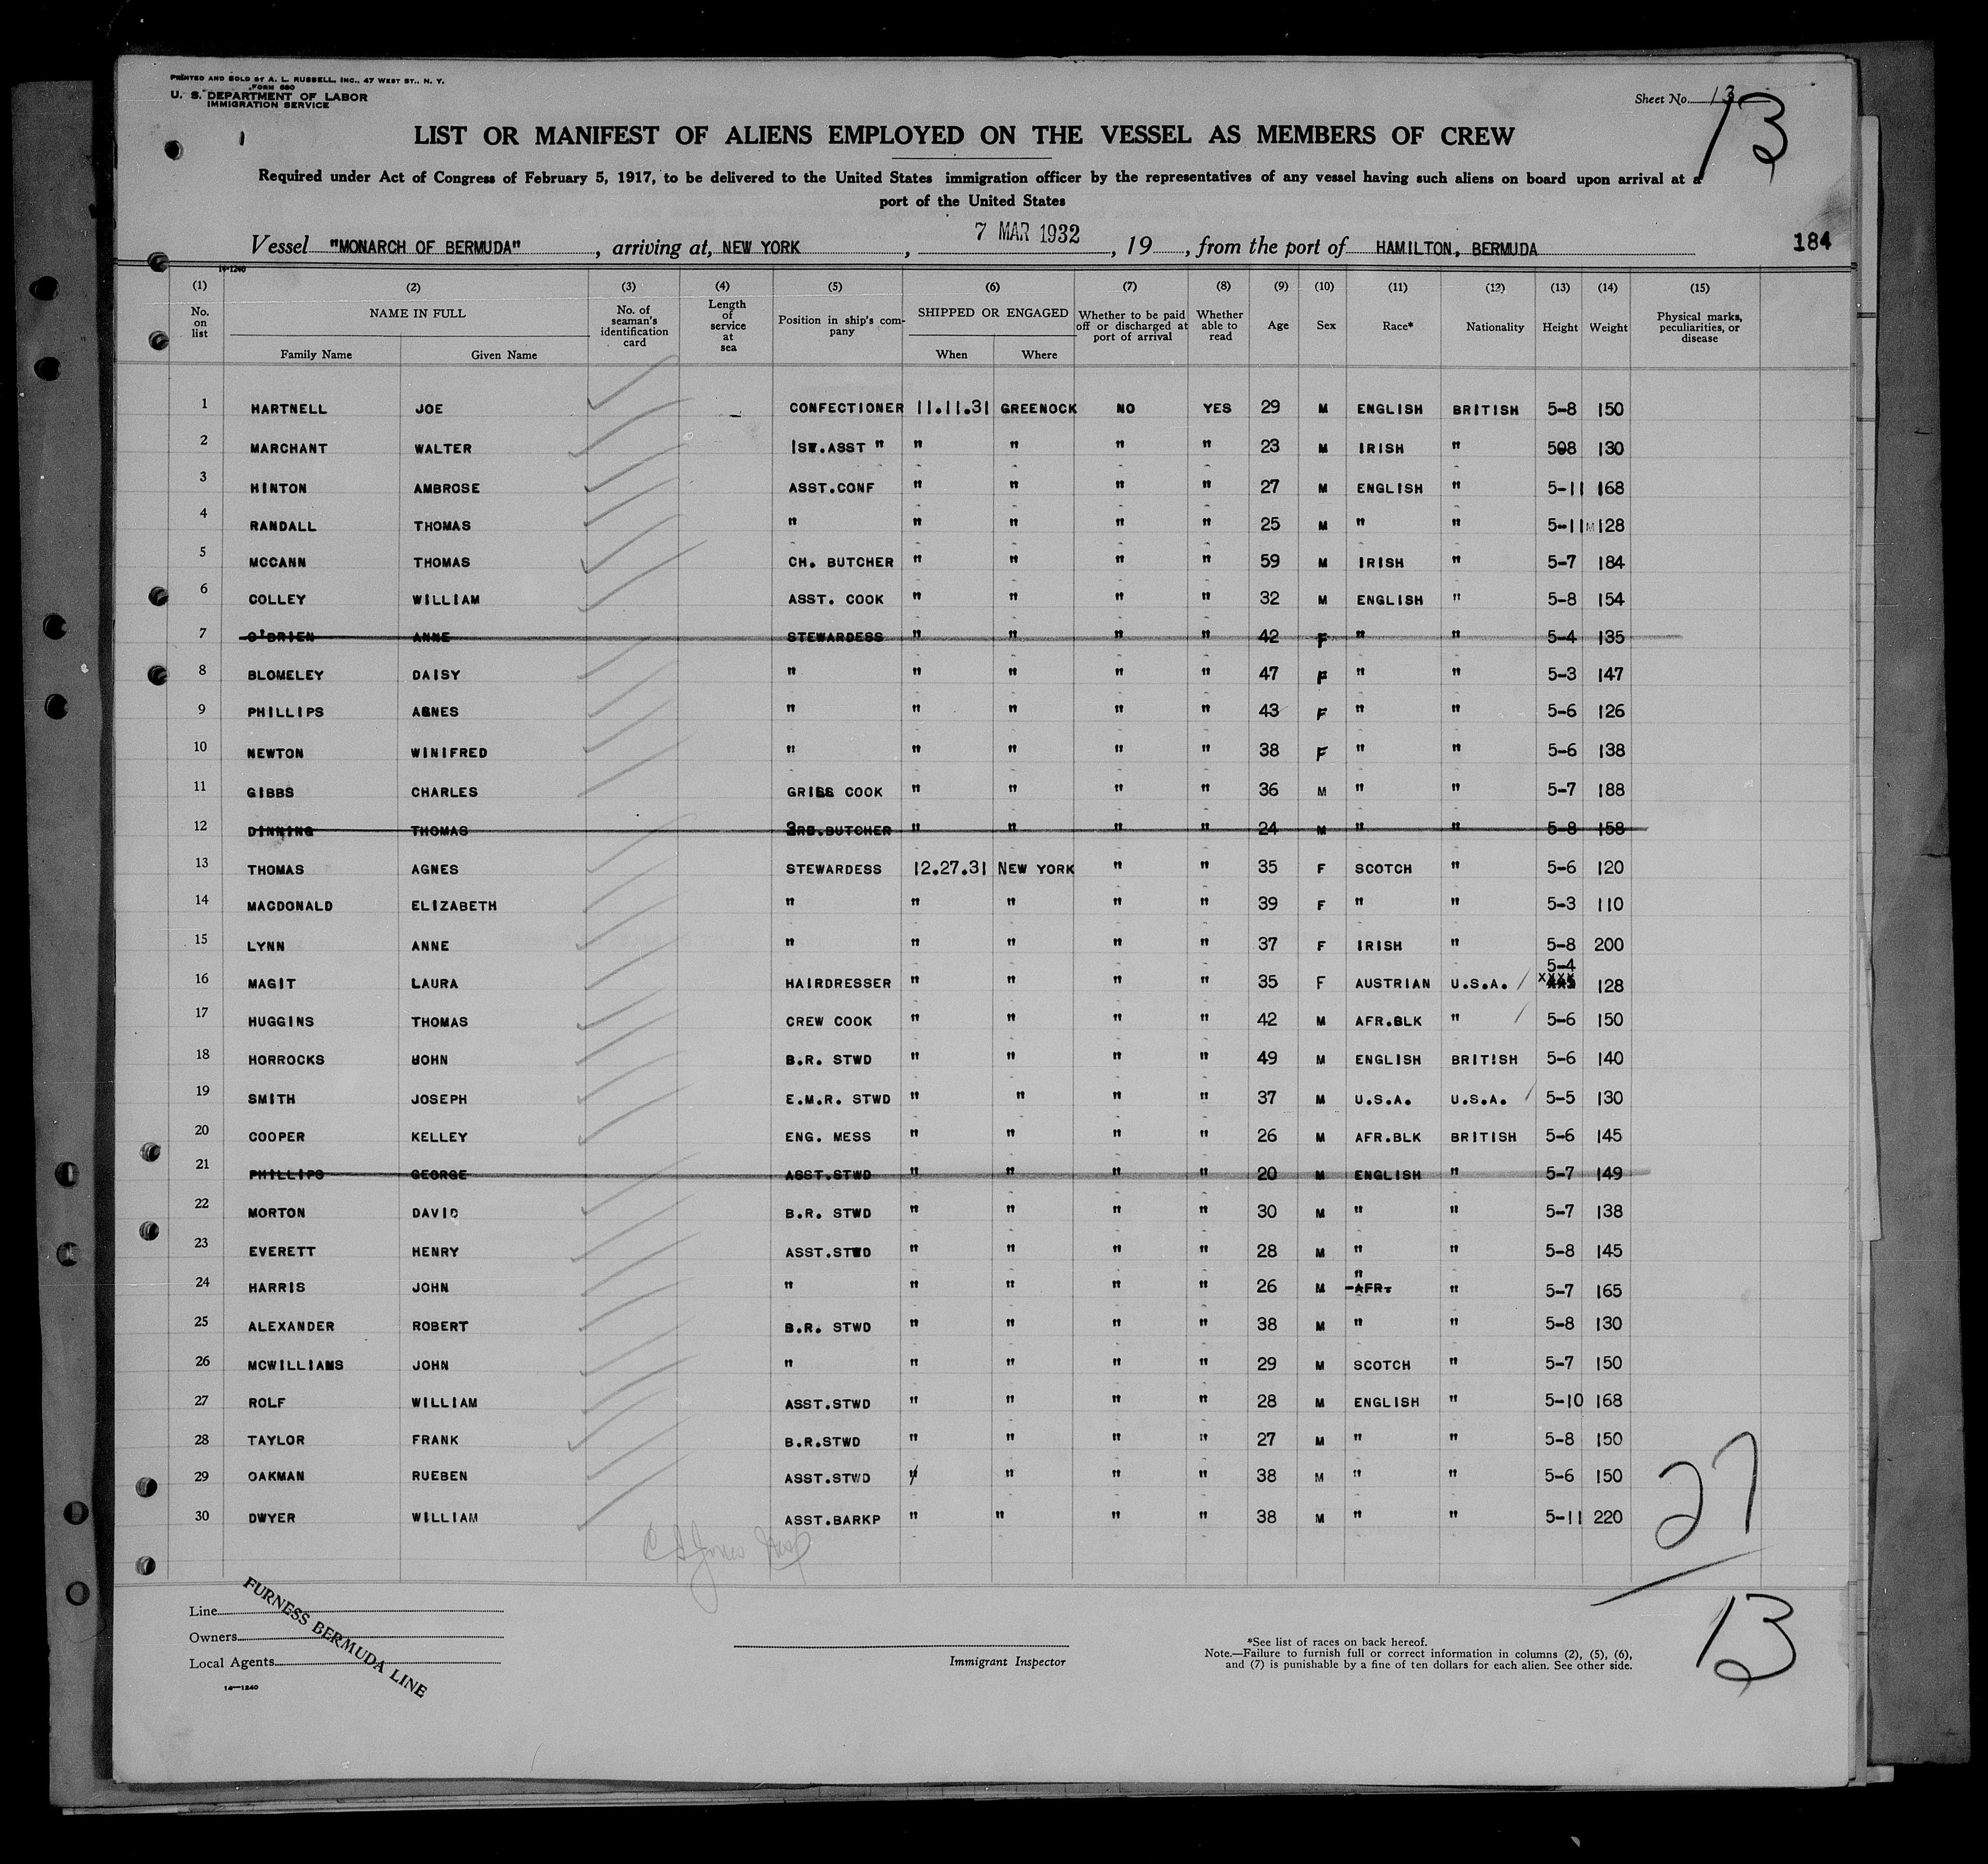 PRINTED AND SOLD BY A. L. RUSSELL, INC., 47 WEST ST., N. Y.
FORM 680
U. S. DEPARTMENT OF LABOR
IMMIGRATION SERVICE
Sheet No. 13
13
LIST OR MANIFEST OF ALIENS EMPLOYED ON THE VESSEL AS MEMBERS OF CREW
Required under Act of Congress of February 5, 1917, to be delivered to the United States immigration officer by the representatives of any vessel having such aliens on board upon arrival at a
port of the United States
Vessel "MONARCH OF BERMUDA", arriving at, NEW YORK, 7 MAR 1932, 19, from the port of HAMILTON, BERMUDA 184
14-1240
(1) (2) (3) (4) (5) (6) (7) (8) (9) (10) (11) (12) (13) (14) (15)
No. on list NAME IN FULL Family Name Given Name No. of seaman's identification card Length of service at sea Position in ship's company SHIPPED OR ENGAGED When Where Whether to be paid off or discharged at port of arrival Whether able to read Age Sex Race* Nationality Height Weight Physical marks, peculiarities, or disease
1 HARTNELL JOE CONFECTIONER 11.11.31 GREENOCK NO YES 29 M ENGLISH BRITISH 5-8 150
2 MARCHANT WALTER 1ST.ASST " " " " " 23 M IRISH " 508 130
3 HINTON AMBROSE ASST.CONF " " " " 27 M ENGLISH " 5-11 168
4 RANDALL THOMAS " " " " " 25 M " " 5-11 M 128
5 MCCANN THOMAS CH. BUTCHER " " " " 59 M IRISH " 5-7 184
6 COLLEY WILLIAM ASST. COOK " " " " 32 M ENGLISH " 5-8 154
7 O'BRIEN ANNE STEWARDESS " " " " 42 F " " 5-4 135
8 BLOMELEY DAISY " " " " " 47 F " " 5-3 147
9 PHILLIPS AGNES " " " " " 43 F " " 5-6 126
10 NEWTON WINIFRED " " " " " 38 F " " 5-6 138
11 GIBBS CHARLES GRILL COOK " " " " 36 M " " 5-7 188
12 DINNING THOMAS 3RD.BUTCHER " " " " 24 M " " 5-8 158
13 THOMAS AGNES STEWARDESS 12.27.31 NEW YORK " " 35 F SCOTCH " 5-6 120
14 MACDONALD ELIZABETH " " " " " 39 F " " 5-3 110
15 LYNN ANNE " " " " " 37 F IRISH " 5-8 200
16 MAGIT LAURA HAIRDRESSER " " " " 35 F AUSTRIAN U.S.A. / 5-4 XXXX 128
17 HUGGINS THOMAS CREW COOK " " " " 42 M AFR.BLK " / 5-6 150
18 HORROCKS JOHN B.R. STWD " " " " 49 M ENGLISH BRITISH 5-6 140
19 SMITH JOSEPH E.M.R. STWD " " " " 37 M U.S.A. U.S.A. / 5-5 130
20 COOPER KELLEY ENG. MESS " " " " 26 M AFR.BLK BRITISH 5-6 145
21 PHILLIPS GEORGE ASST.STWD " " " " 20 M ENGLISH " 5-7 149
22 MORTON DAVID B.R. STWD " " " " 30 M " " 5-7 138
23 EVERETT HENRY ASST.STWD " " " " 28 M " " 5-8 145
24 HARRIS JOHN " " " " " 26 M " AFR. " 5-7 165
25 ALEXANDER ROBERT B.R. STWD " " " " 38 M " " 5-8 130
26 MCWILLIAMS JOHN " " " " " 29 M SCOTCH " 5-7 150
27 ROLF WILLIAM ASST.STWD " " " " 28 M ENGLISH " 5-10 168
28 TAYLOR FRANK B.R.STWD " " " " 27 M " " 5-8 150
29 OAKMAN RUEBEN ASST.STWD " " " " 38 M " " 5-6 150
30 DWYER WILLIAM ASST.BARKP " " " " 38 M " " 5-11 220
27
13
Line
Owners
Local Agents
FURNESS BERMUDA LINE
14-1240
Immigrant Inspector
*See list of races on back hereof.
Note.—Failure to furnish full or correct information in columns (2), (5), (6),
and (7) is punishable by a fine of ten dollars for each alien. See other side.